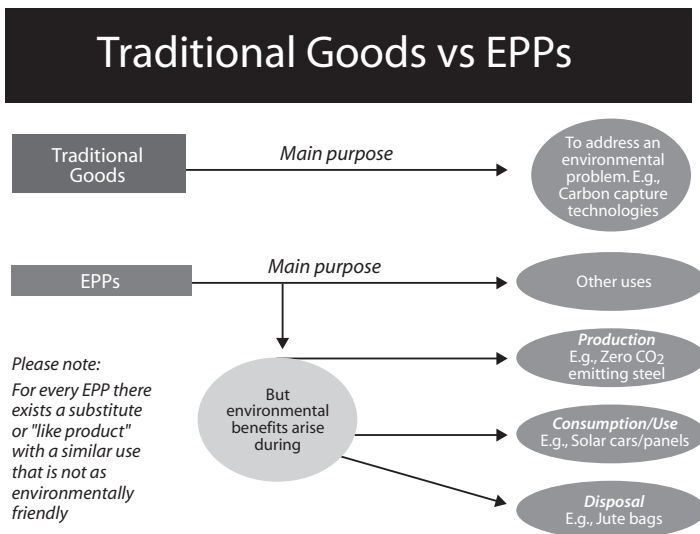 Traditional Goods vs EPPs
Traditional
Goods
Main purpose
To address an
environmental
problem. E.g.,
Carbon capture
technologies
EPPs
Main purpose
Other uses
Please note:
For every EPP there
exists a substitute
or "like product"
with a similar use
that is not as
environmentally
friendly
But
environmental
benefits arise
during
Production
E.g., Zero CO2
emitting steel
Consumption/Use
E.g., Solar cars/panels
Disposal
E.g., Jute bags